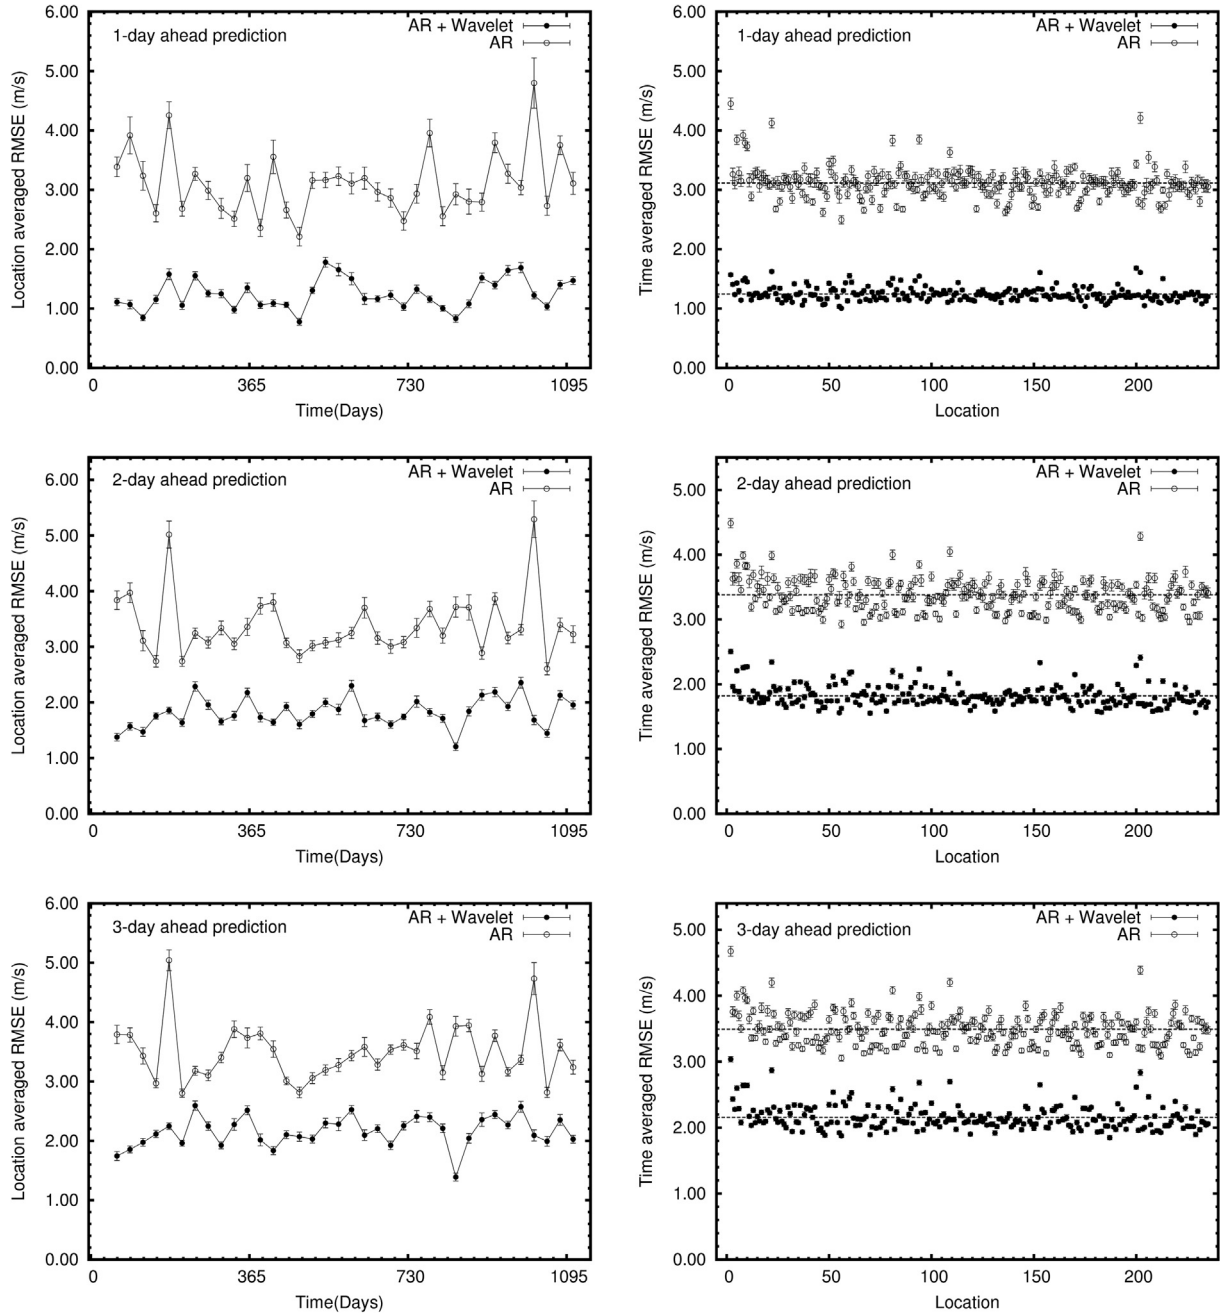 6.00
5.00
4.00
3.00
2.00
1.00
0.00
Location averaged RMSE (m/s)
1-day ahead prediction
AR + Wavelet
AR
0
365
730
1095
Time(Days)
6.00
5.00
4.00
3.00
2.00
1.00
0.00
Time averaged RMSE (m/s)
1-day ahead prediction
AR + Wavelet
AR
0
50
100
150
200
Location
6.00
5.00
4.00
3.00
2.00
1.00
0.00
Location averaged RMSE (m/s)
2-day ahead prediction
AR + Wavelet
AR
0
365
730
1095
Time(Days)
5.00
4.00
3.00
2.00
1.00
0.00
Time averaged RMSE (m/s)
2-day ahead prediction
AR + Wavelet
AR
0
50
100
150
200
Location
6.00
5.00
4.00
3.00
2.00
1.00
0.00
Location averaged RMSE (m/s)
3-day ahead prediction
AR + Wavelet
AR
0
365
730
1095
Time(Days)
5.00
4.00
3.00
2.00
1.00
0.00
Time averaged RMSE (m/s)
3-day ahead prediction
AR + Wavelet
AR
0
50
100
150
200
Location